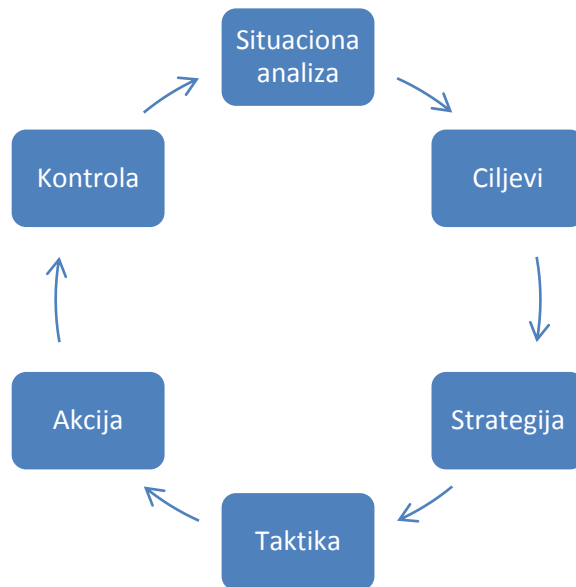 Situaciona
analiza
Ciljevi
Strategija
Taktika
Akcija
Kontrola